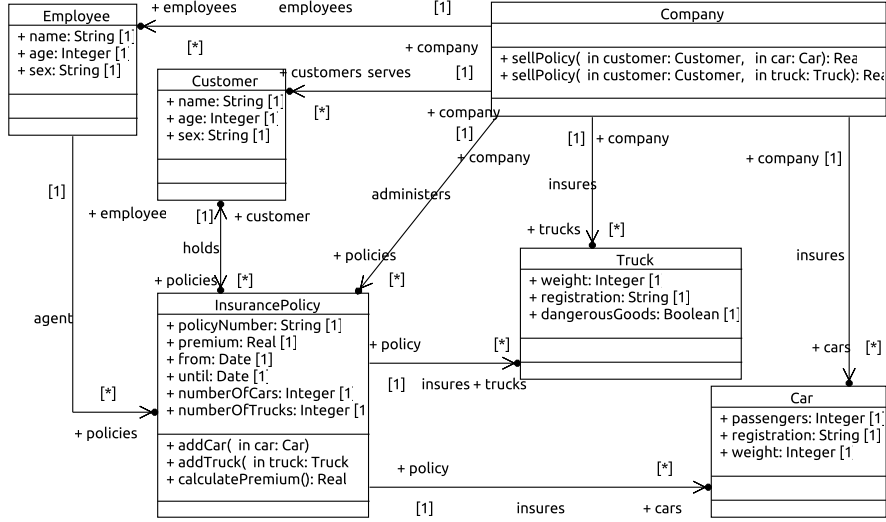 Employee
+ name: String [1]
+ age: Integer [1]
+ sex: String [1]
+ employees
employees
[1]
[*]
+ company
Company
+ sellPolicy( in customer: Customer, in car: Car): Rea
+ sellPolicy( in customer: Customer, in truck: Truck): Rea
Customer
+ name: String [1]
+ age: Integer [1]
+ sex: String [1]
+ customers serves
[1]
[*]
+ company
[1]
+ company
administers
+ policies
[*]
[1]
+ company
insures
+ trucks
[*]
+ company [1]
insures
+ cars
[*]
[1]
+ employee
agent
[*]
+ policies
[1]
+ customer
holds
+ policies
[*]
Truck
+ weight: Integer [1
+ registration: String [1]
+ dangerousGoods: Boolean [1]
InsurancePolicy
+ policyNumber: String [1]
+ premium: Real [1]
+ from: Date [1]
+ until: Date [1]
+ numberOfCars: Integer [1]
+ numberOfTrucks: Integer [1
+ addCar( in car: Car)
+ addTruck( in truck: Truck
+ calculatePremium(): Real
+ policy
[*]
[1]
insures + trucks
Car
+ passengers: Integer [1]
+ registration: String [1]
+ weight: Integer [1
+ policy
[*]
[1]
insures
+ cars